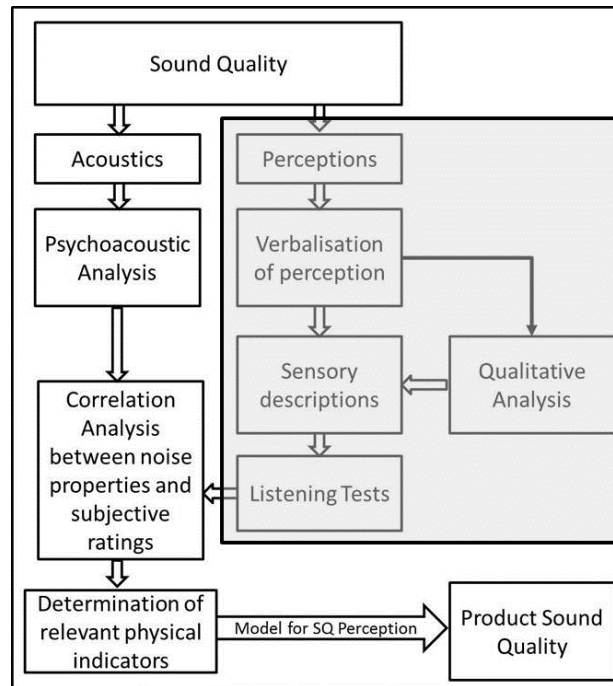 Sound Quality
Acoustics
Perceptions
Psychoacoustic
Analysis
Verbalisation
of perception
Sensory
descriptions
Qualitative
Analysis
Correlation
Analysis
between noise
properties and
subjective
ratings
Listening Tests
Determination of
relevant physical
indicators
Model for SQ Perception
Product Sound
Quality